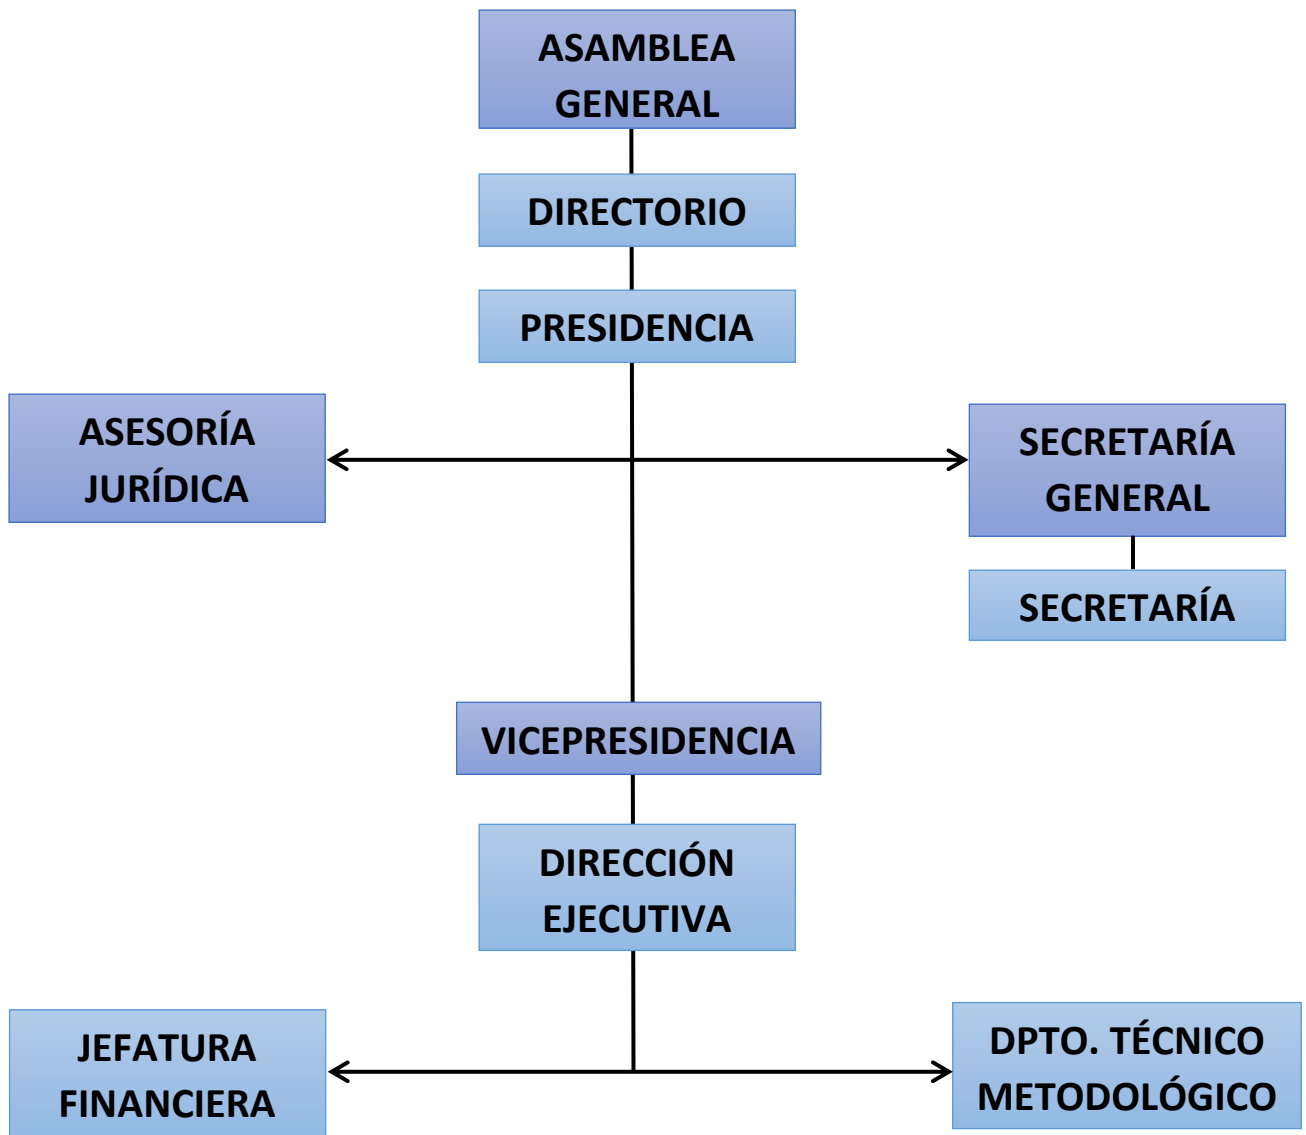 ASAMBLEA
GENERAL
DIRECTORIO
PRESIDENCIA
ASESORÍA
JURÍDICA
SECRETARÍA
GENERAL
SECRETARÍA
VICEPRESIDENCIA
DIRECCIÓN
EJECUTIVA
JEFATURA
FINANCIERA
DPTO. TÉCNICO
METODOLÓGICO